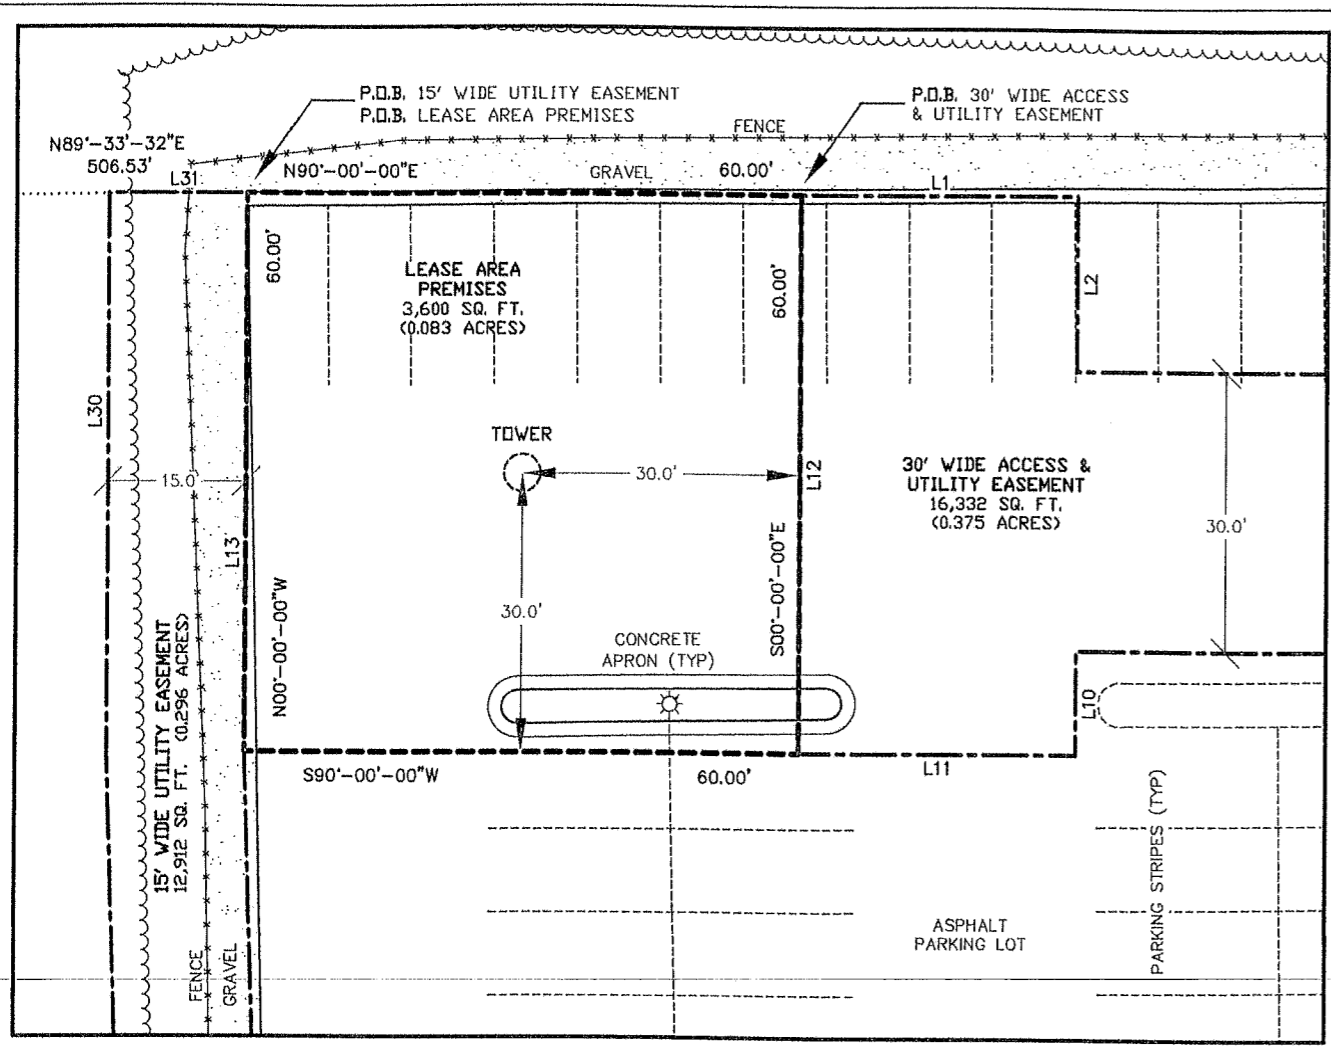 P.O.B. 15' WIDE UTILITY EASEMENT
P.O.B. LEASE AREA PREMISES
P.O.B. 30' WIDE ACCESS
& UTILITY EASEMENT
FENCE
N89°-33'-32"E
506.53'
L31
N90°-00'-00"E
GRAVEL
60.00'
L1
60.00'
LEASE AREA
PREMISES
3,600 SQ. FT.
(0.083 ACRES)
60.00'
L2
L30
TOWER
15.0'
30.0'
L12
30' WIDE ACCESS &
UTILITY EASEMENT
16,332 SQ. FT.
(0.375 ACRES)
30.0'
L13
S00°-00'-00"E
30.0'
N00°-00'-00"W
CONCRETE
APRON (TYP)
15' WIDE UTILITY EASEMENT
12,912 SQ. FT. (0.296 ACRES)
L10
S90°-00'-00"W
60.00'
L11
PARKING STRIPES (TYP)
ASPHALT
PARKING LOT
FENCE
GRAVEL